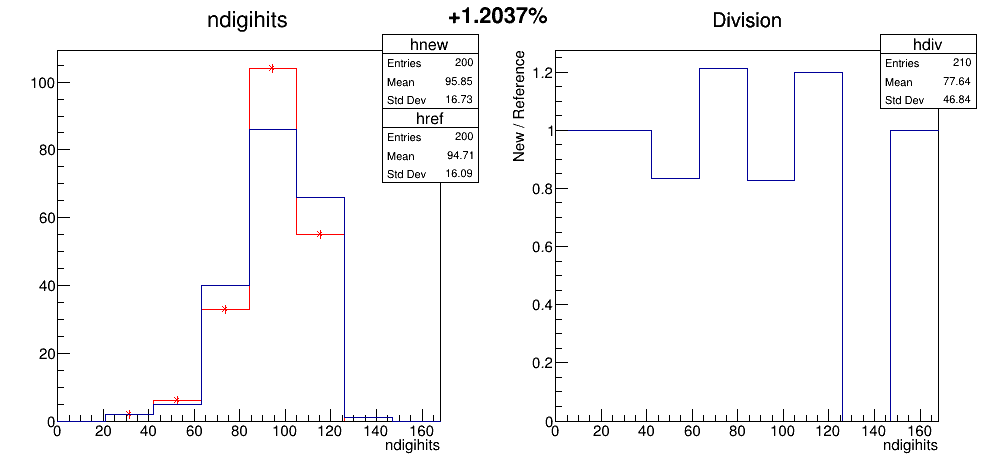 +1.2037%
ndigihits
hnew
Entries 200
Mean 95.85
Std Dev 16.73
href
Entries 200
Mean 94.71
Std Dev 16.09
100
80
60
40
20
0
0 20 40 60 80 100 120 140 160
ndigihits
Division
hdiv
Entries 210
Mean 77.64
Std Dev 46.84
New / Reference
1.2
1
0.8
0.6
0.4
0.2
0
0 20 40 60 80 100 120 140 160
ndigihits